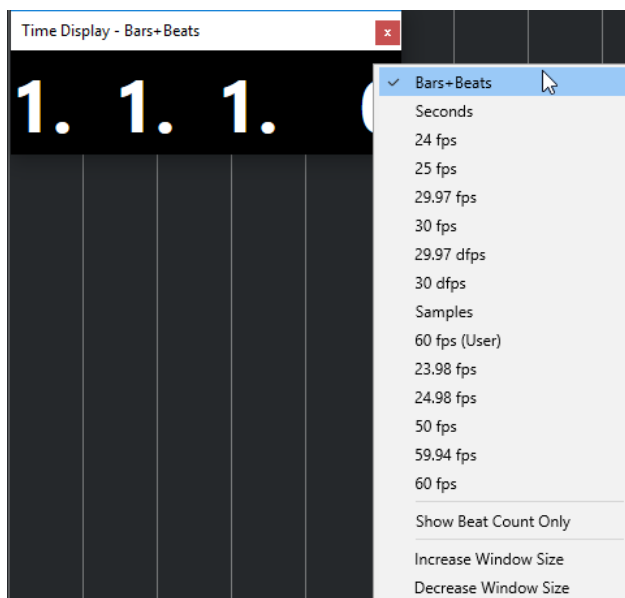 Time Display - Bars+Beats
x
1. 1. 1.
Bars+Beats
Seconds
24 fps
25 fps
29.97 fps
30 fps
29.97 dfps
30 dfps
Samples
60 fps (User)
23.98 fps
24.98 fps
50 fps
59.94 fps
60 fps
Show Beat Count Only
Increase Window Size
Decrease Window Size